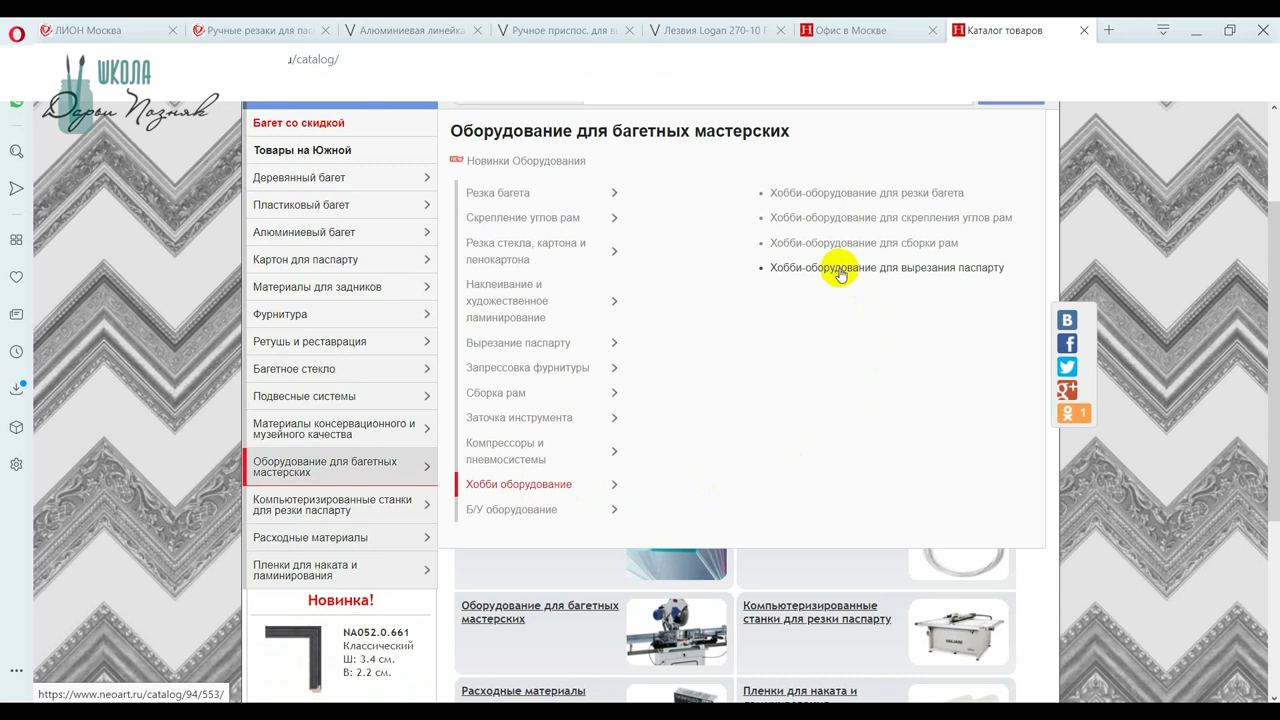 ЛИОН Москва
Ручные резаки для пас
Алюминиевая линейка
Ручное приспос. для в
Лезвия Logan 270-10 F
Офис в Москве
Каталог товаров
/catalog/
ШКОЛА
Дарьи Позняк
Багет со скидкой
Товары на Южной
Деревянный багет
Пластиковый багет
Алюминиевый багет
Картон для паспарту
Материалы для задников
Фурнитура
Ретушь и реставрация
Багетное стекло
Подвесные системы
Материалы консервационного и
музейного качества
Оборудование для багетных
мастерских
Компьютеризированные станки
для резки паспарту
Расходные материалы
Пленки для наката и
ламинирования
Новинка!
NA052.0.661
Классический
Ш: 3.4 см.
В: 2.2 см.
Оборудование для багетных мастерских
Новинки Оборудования
Резка багета
Скрепление углов рам
Резка стекла, картона и
пенокартона
Наклеивание и
художественное
ламинирование
Вырезание паспарту
Запрессовка фурнитуры
Сборка рам
Заточка инструмента
Компрессоры и
пневмосистемы
Хобби оборудование
Б/У оборудование
Хобби-оборудование для резки багета
Хобби-оборудование для скрепления углов рам
Хобби-оборудование для сборки рам
Хобби-оборудование для вырезания паспарту
Оборудование для багетных
мастерских
Компьютеризированные
станки для резки паспарту
Расходные материалы
Пленки для наката и
1
https://www.neoart.ru/catalog/94/553/